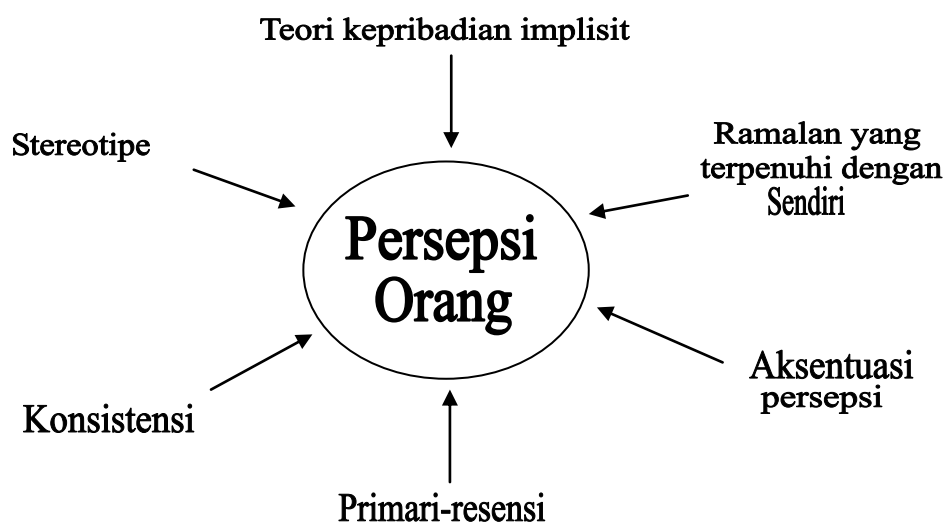 Teori kepribadian implisit
Stereotipe
Ramalan yang
terpenuhi dengan
Sendiri
Persepsi
Orang
Aksentuasi
persepsi
Konsistensi
Primari-resensi